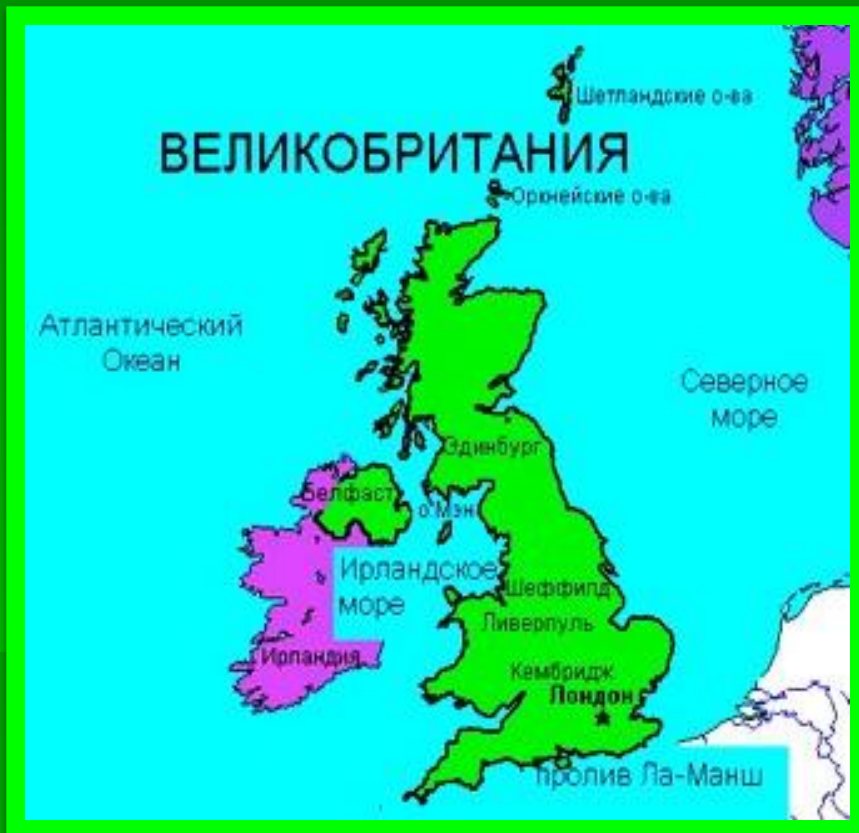 Шетландские о-ва
ВЕЛИКОБРИТАНИЯ
Оркнейские о-ва
Атлантический
Океан
Северное
море
Эдинбург
Белфаст
о.Мэн
Ирландское
море
Шеффилд
Ливерпуль
Ирландия
Кембридж
Лондон
пролив Ла-Манш